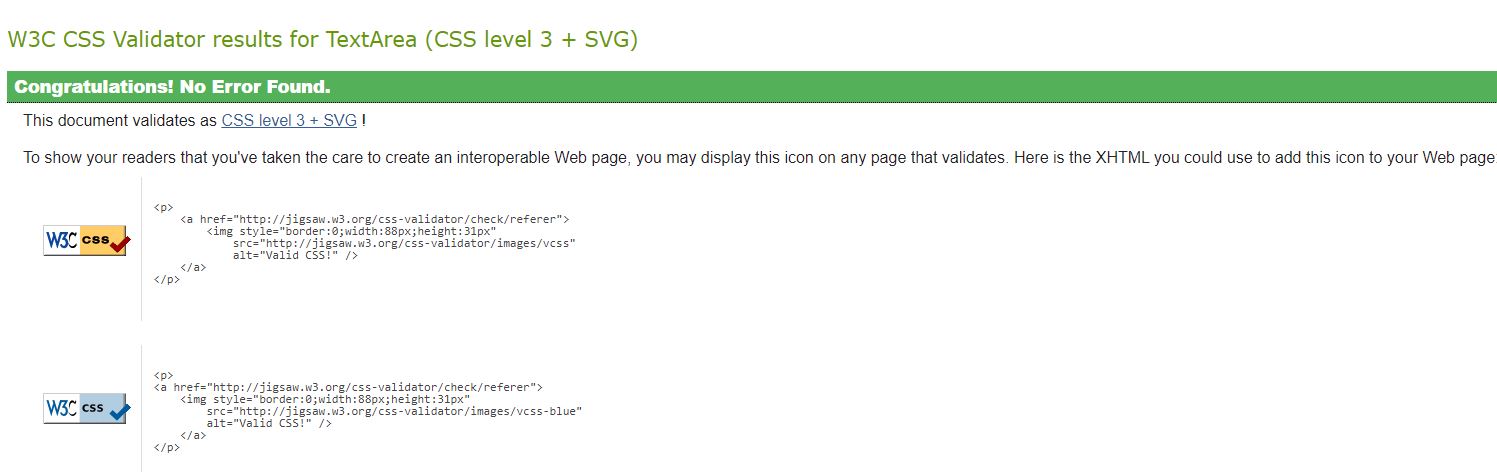 W3C CSS Validator results for TextArea (CSS level 3 + SVG)
Congratulations! No Error Found.
This document validates as CSS level 3 + SVG !
To show your readers that you've taken the care to create an interoperable Web page, you may display this icon on any page that validates. Here is the XHTML you could use to add this icon to your Web page
W3C css
<p>
<a href="http://jigsaw.w3.org/css-validator/check/referer">
<img style="border:0;width:88px;height:31px"
src="http://jigsaw.w3.org/css-validator/images/vcss"
alt="Valid CSS!" />
</a>
</p>
W3C css
<p>
<a href="http://jigsaw.w3.org/css-validator/check/referer">
<img style="border:0;width:88px;height:31px"
src="http://jigsaw.w3.org/css-validator/images/vcss-blue"
alt="Valid CSS!" />
</a>
</p>